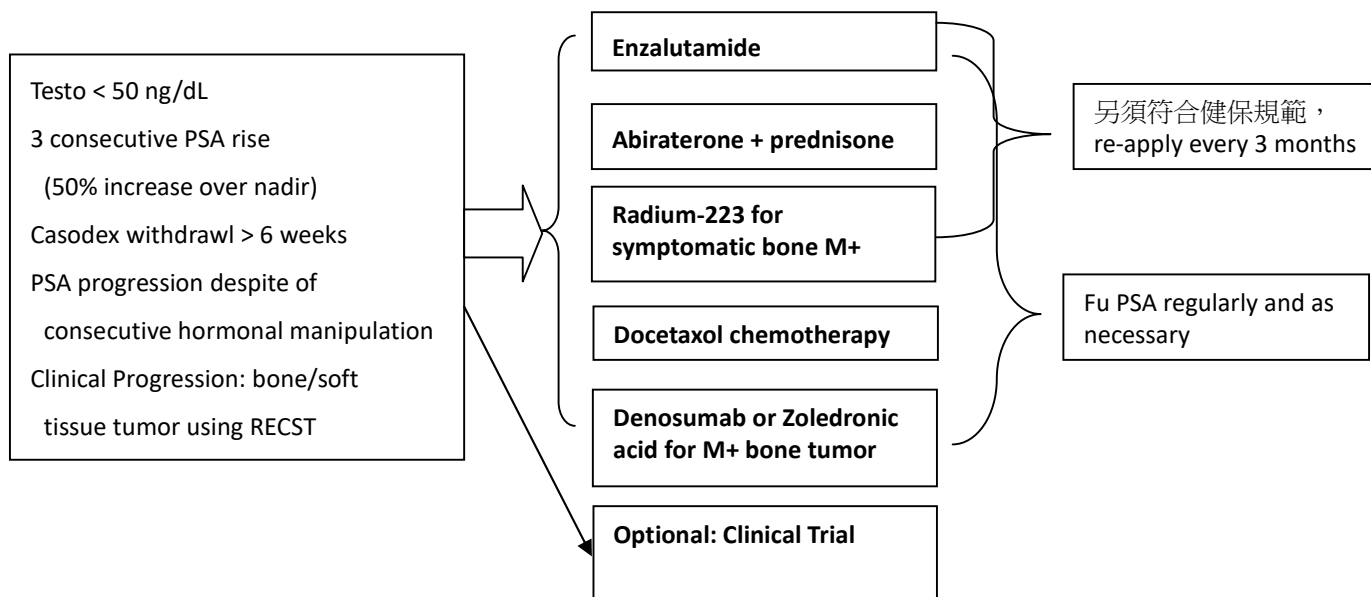 Testo < 50 ng/dL
3 consecutive PSA rise
(50% increase over nadir)
Casodex withdrawl > 6 weeks
PSA progression despite of
consecutive hormonal manipulation
Clinical Progression: bone/soft
tissue tumor using RECST
Enzalutamide
Abiraterone + prednisone
Radium-223 for
symptomatic bone M+
Docetaxol chemotherapy
Denosumab or Zoledronic
acid for M+ bone tumor
Optional: Clinical Trial
另須符合健保規範，
re-apply every 3 months
Fu PSA regularly and as
necessary